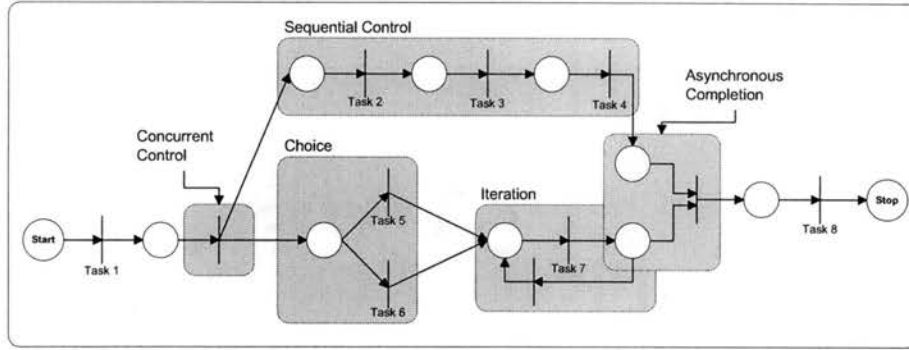 Sequential Control
Asynchronous
Completion
Task 2
Task 3
Task 4
Concurrent
Control
Choice
Iteration
Task 5
Start
Stop
Task 1
Task 7
Task 8
Task 6